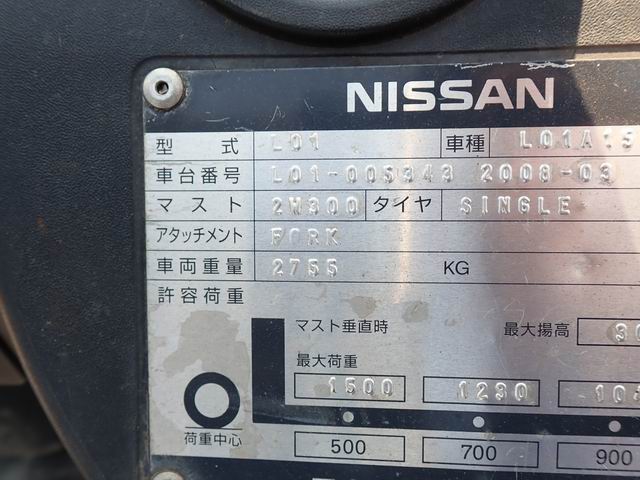 NISSAN
型 式 L01 車種 L01A15
車台番号 L01-005343 2008-03
マスト 2W300 タイヤ SINGLE
アタッチメント FORK
車両重量 2755 KG
許容荷重
マスト垂直時 最大揚高 30
最大荷重
1500 1230 104
荷重中心 500 700 900